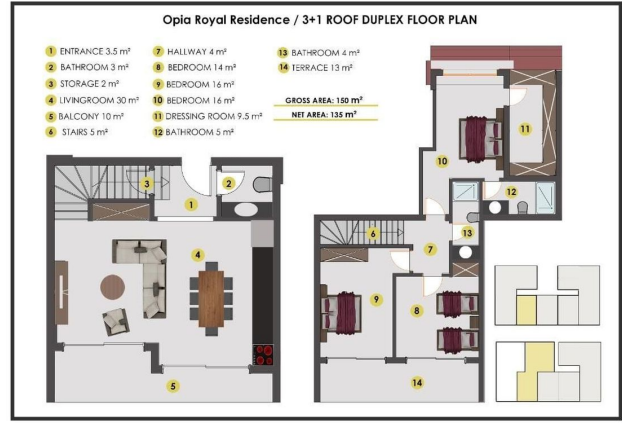 Opia Royal Residence / 3+1 ROOF DUPLEX FLOOR PLAN
1 ENTRANCE 3.5 m²
2 BATHROOM 3 m²
3 STORAGE 2 m²
4 LIVINGROOM 30 m²
5 BALCONY 10 m²
6 STAIRS 5 m²
7 HALLWAY 4 m²
8 BEDROOM 14 m²
9 BEDROOM 16 m²
10 BEDROOM 16 m²
11 DRESSING ROOM 9.5 m²
12 BATHROOM 5 m²
13 BATHROOM 4 m²
14 TERRACE 13 m²
GROSS AREA: 150 m²
NET AREA: 135 m²
3
2
1
4
5
11
10
12
13
6
7
9
8
14